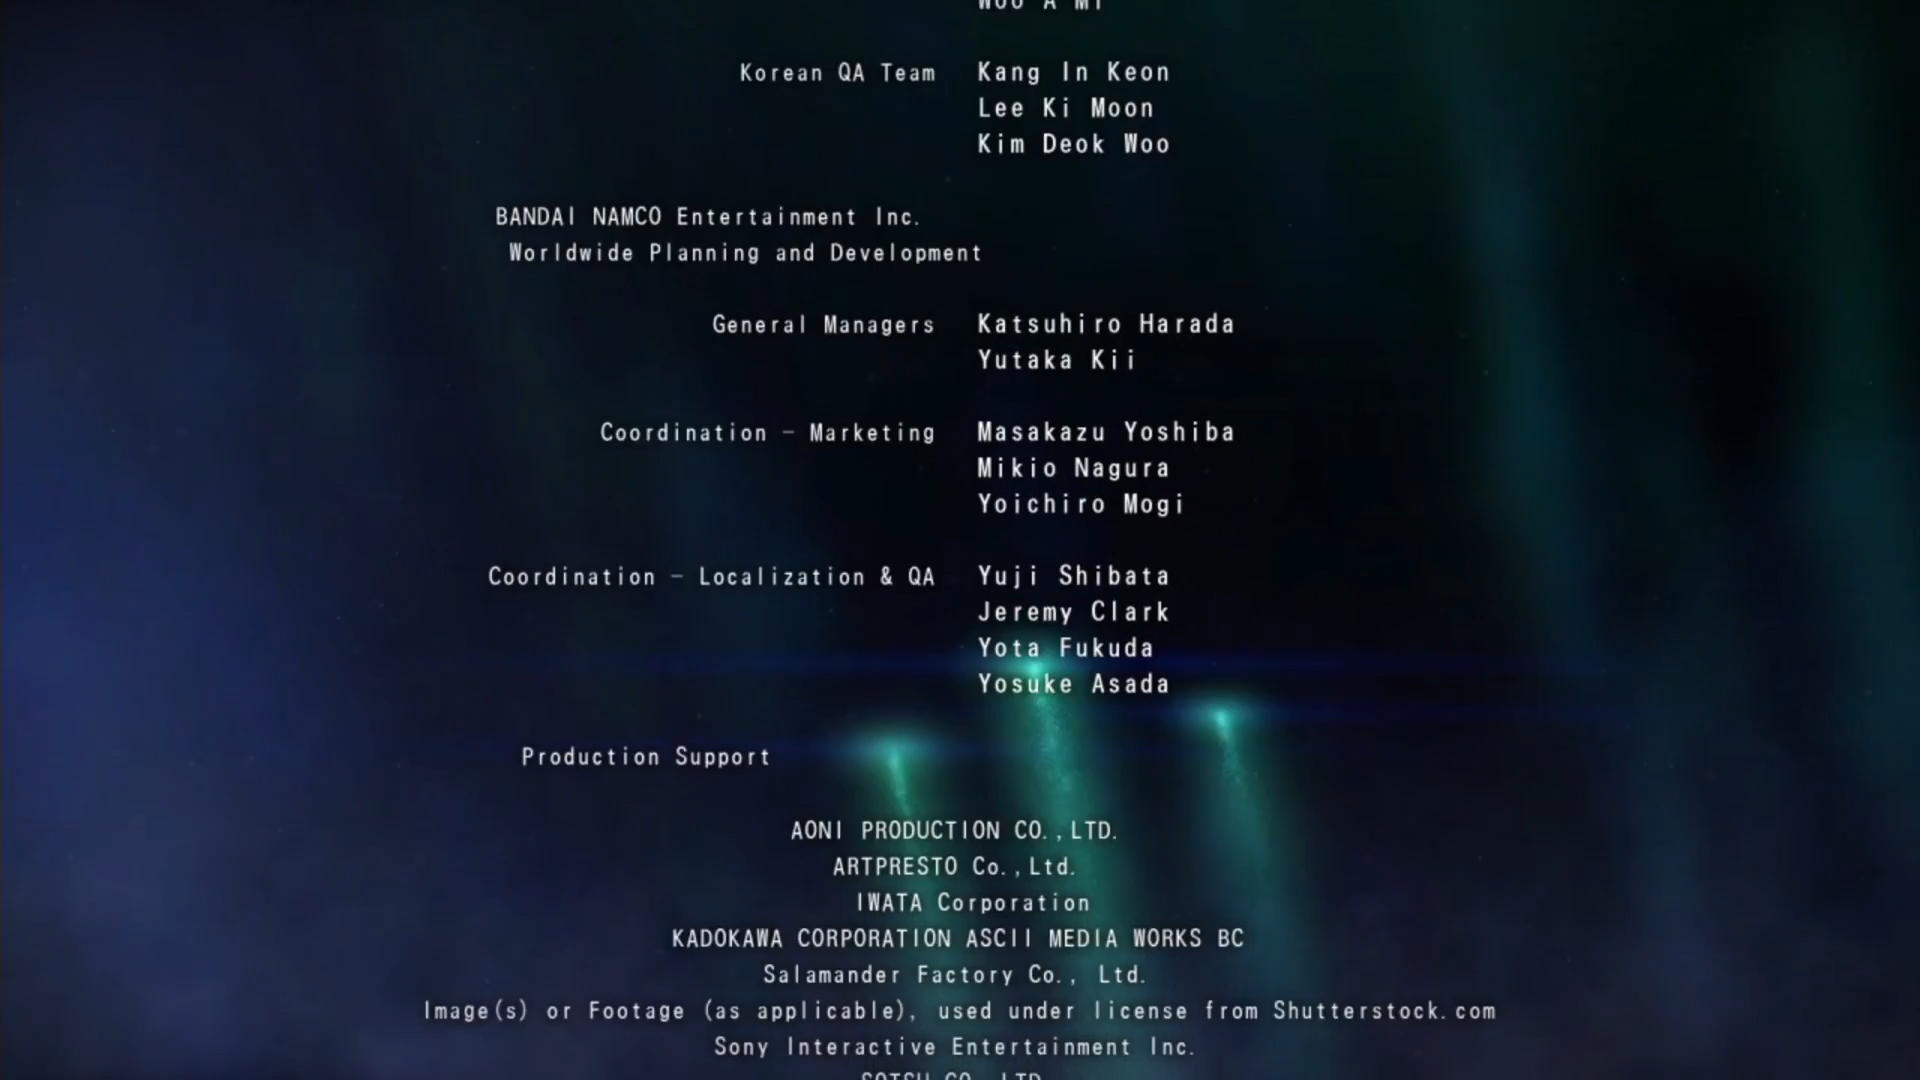 Woo A Mi
Korean QA Team Kang In Keon
Lee Ki Moon
Kim Deok Woo
BANDAI NAMCO Entertainment Inc.
Worldwide Planning and Development
General Managers Katsuhiro Harada
Yutaka Kii
Coordination – Marketing Masakazu Yoshiba
Mikio Nagura
Yoichiro Mogi
Coordination – Localization & QA Yuji Shibata
Jeremy Clark
Yota Fukuda
Yosuke Asada
Production Support
AONI PRODUCTION CO.,LTD.
ARTPRESTO Co.,Ltd.
IWATA Corporation
KADOKAWA CORPORATION ASCII MEDIA WORKS BC
Salamander Factory Co., Ltd.
Image(s) or Footage (as applicable), used under license from Shutterstock.com
Sony Interactive Entertainment Inc.